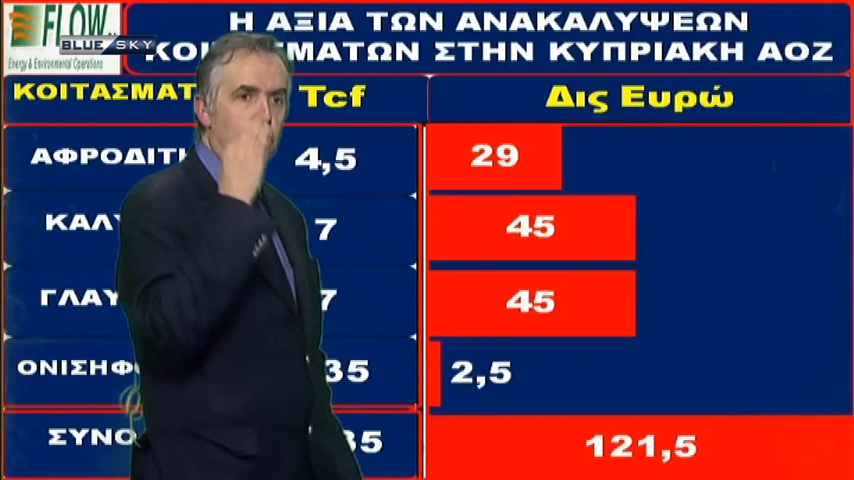 FLOW
Energy & Environmental Operations
BLUE SKY
Η ΑΞΙΑ ΤΩΝ ΑΝΑΚΑΛΥΨΕΩΝ
ΣΤΗΝ ΚΥΠΡΙΑΚΗ ΑΟΖ
Tcf Δις Ευρώ
4,5 29
7 45
7 45
2,5
121,5